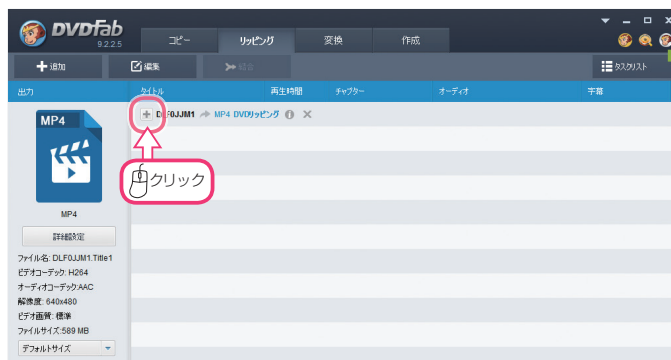 DVDFab
9.2.2.5
コピー リッピング 変換 作成
追加 編集 統合 タスクリスト
出力 タイトル 再生時間 チャプター オーディオ 字幕
MP4
DLF0JJM1 MP4 DVDリッピング
クリック
MP4
詳細設定
ファイル名: DLF0JJM1.Title1
ビデオコーデック: H264
オーディオコーデック:AAC
解像度: 640x480
ビデオ画質: 標準
ファイルサイズ:589 MB
デフォルトサイズ